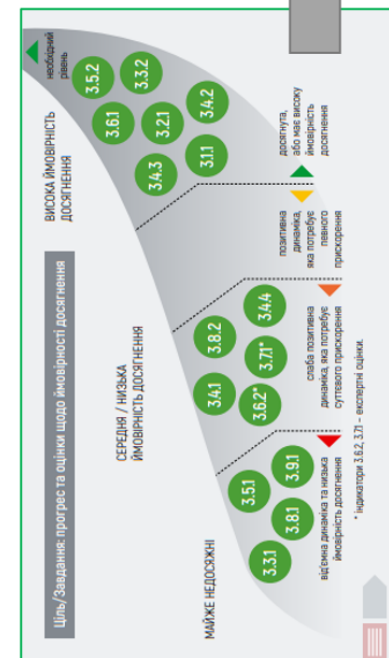 Ціль/Завдання: прогрес та оцінки щодо ймовірності досягнення
МАЙЖЕ НЕДОСЯЖНІ
СЕРЕДНЯ / НИЗЬКА
ЙМОВІРНІСТЬ ДОСЯГНЕННЯ
ВИСОКА ЙМОВІРНІСТЬ
ДОСЯГНЕННЯ
необхідний
рівень
3.3.1
3.8.1
3.5.1
3.9.1
3.4.1
3.6.2*
3.8.2
3.7.1*
3.4.4
3.4.3
3.6.1
3.5.2
3.1.1
3.2.1
3.3.2
3.4.2
від'ємна динаміка та низька
ймовірність досягнення
слабка позитивна
динаміка, яка потребує
суттєвого прискорення
позитивна
динаміка,
яка потребує
певного
прискорення
досягнута,
або має високу
ймовірність
досягнення
* індикатори 3.6.2, 3.7.1 – експертні оцінки.